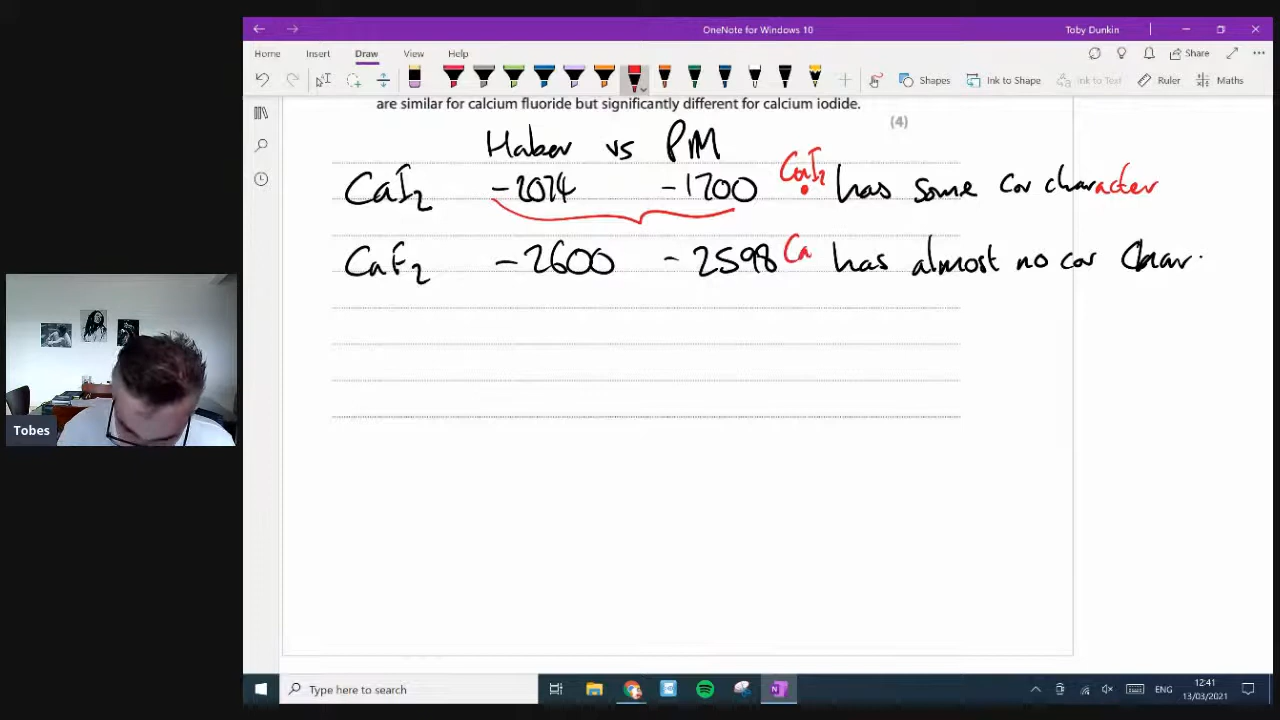 OneNote for Windows 10
Toby Dunkin
Home Insert Draw View Help
Share
Shapes Ink to Shape Ink to Text Ruler Maths
are similar for calcium fluoride but significantly different for calcium iodide.
(4)
Haber vs PM
CaI2 -2074 -1700 CaI2 has some cov character
CaF2 -2600 -2598 Ca has almost no cov char.
Tobes
Type here to search
ENG
12:41
13/03/2021